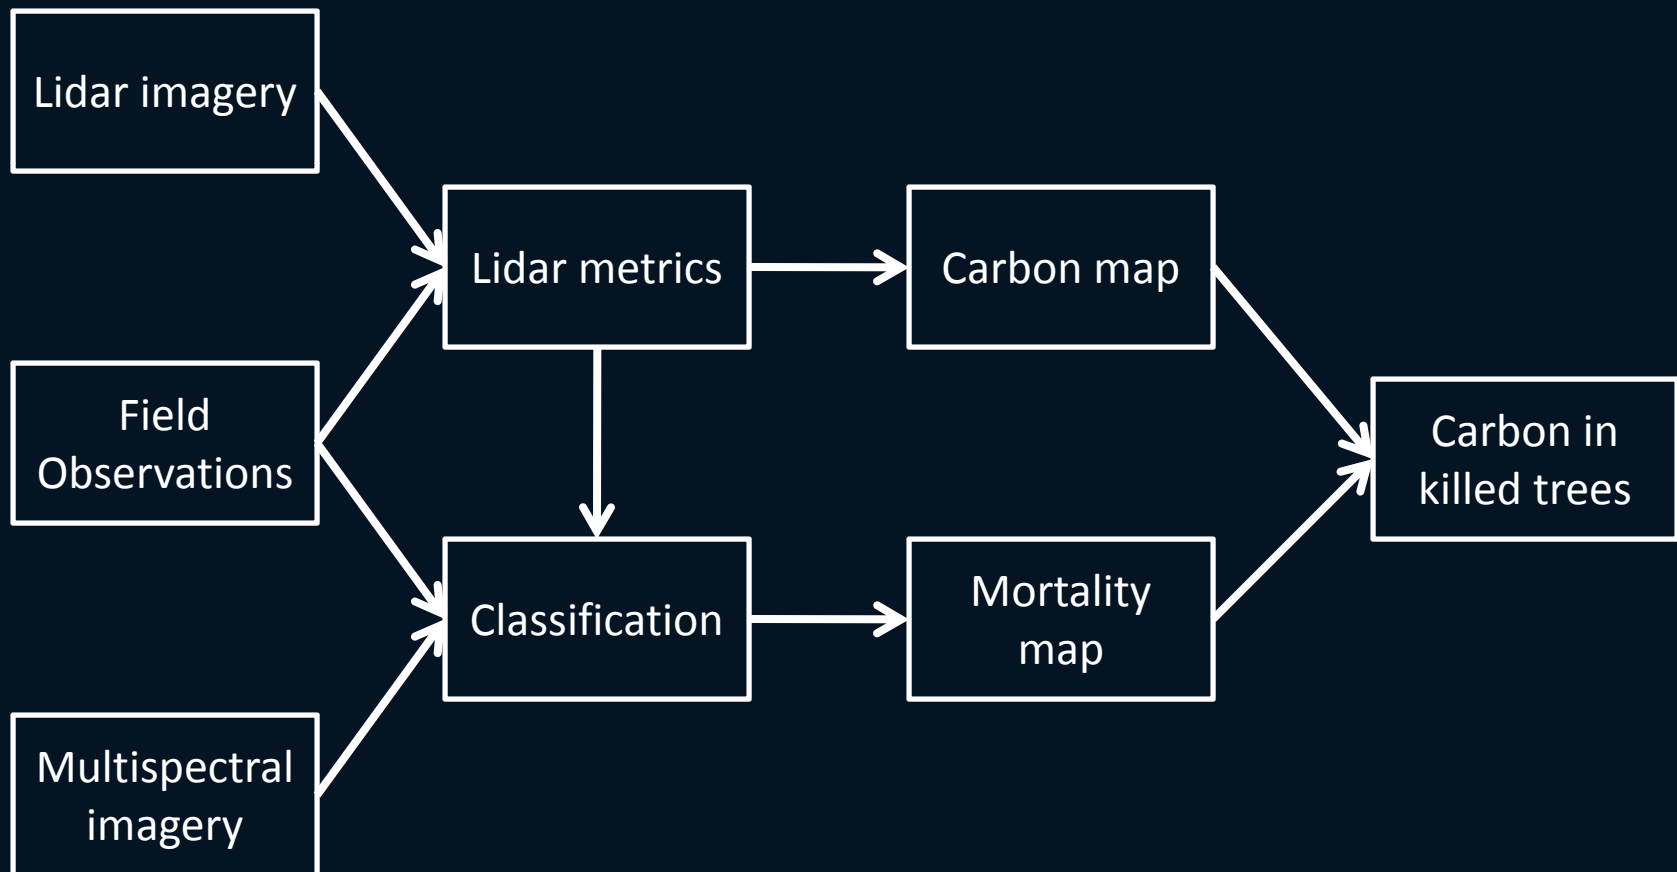 Lidar imagery
Lidar metrics
Carbon map
Field
Observations
Carbon in
killed trees
Classification
Mortality
map
Multispectral
imagery